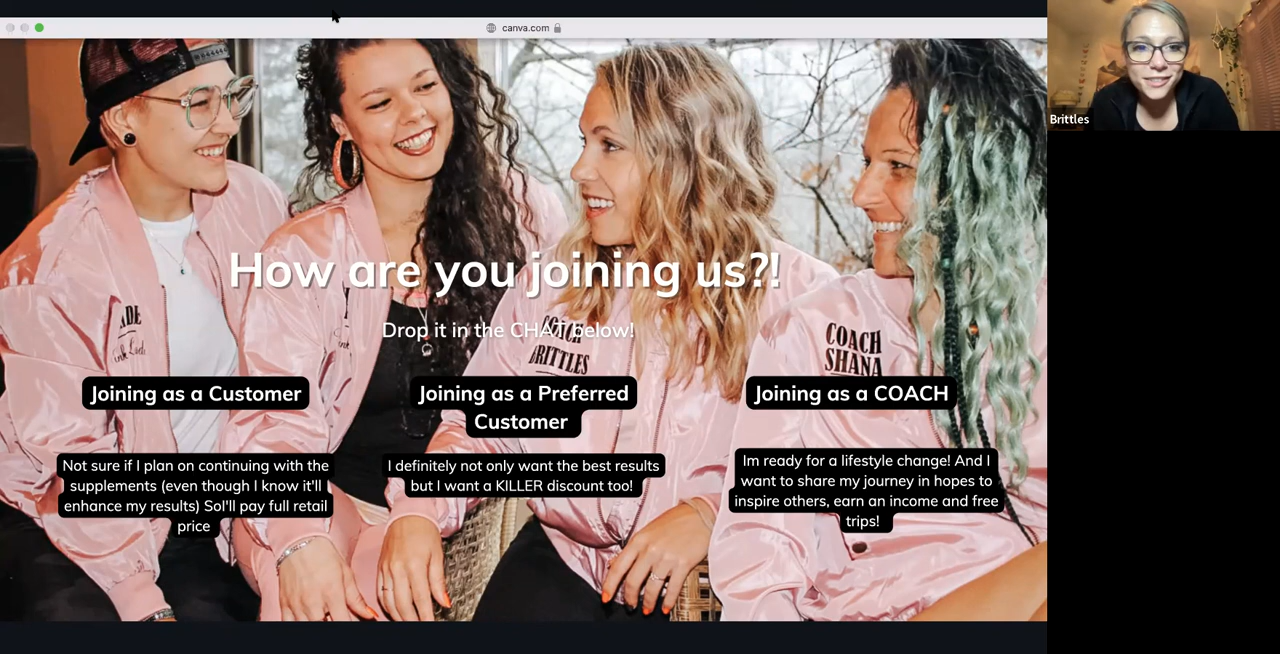 canva.com
Brittles
How are you joining us?!
Drop it in the CHAT below!
COACH
BRITTLES
COACH
SHANA
Joining as a Customer
Joining as a Preferred
Customer
Joining as a COACH
Not sure if I plan on continuing with the
supplements (even though I know it'll
enhance my results) SoI'll pay full retail
price
I definitely not only want the best results
but I want a KILLER discount too!
Im ready for a lifestyle change! And I
want to share my journey in hopes to
inspire others, earn an income and free
trips!